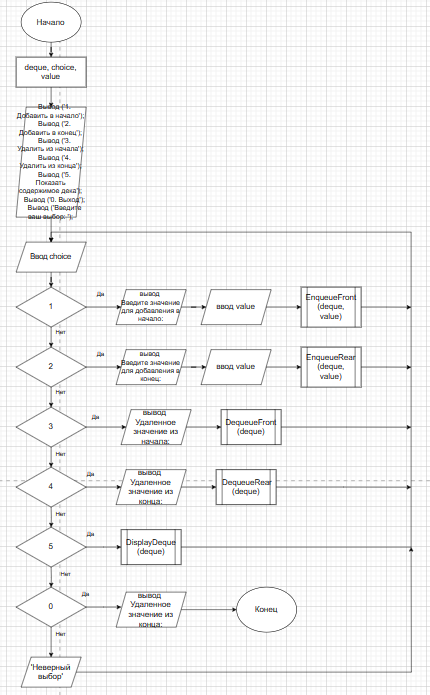 Начало
deque, choice,
value
Вывод ('1.
Добавить в начало');
Вывод ('2.
Добавить в конец');
Вывод ('3.
Удалить из начала');
Вывод ('4.
Удалить из конца');
Вывод ('5.
Показать
содержимое дека');
Вывод ('0. Выход');
Вывод ('Введите
ваш выбор: ');
Ввод choice
1
Да
вывод
Введите значение
для добавления в
начало:
ввод value
EnqueueFront
(deque,
value)
Нет
2
Да
вывод
Введите значение
для добавления в
конец:
ввод value
EnqueueRear
(deque,
value)
Нет
3
Да
вывод
Удаленное
значение из
начала:
DequeueFront
(deque)
Нет
4
Да
вывод
Удаленное
значение из
конца:
DequeueRear
(deque)
Нет
5
Да
DisplayDeque
(deque)
Нет
0
Да
вывод
Удаленное
значение из
конца:
Конец
Нет
'Неверный
выбор'